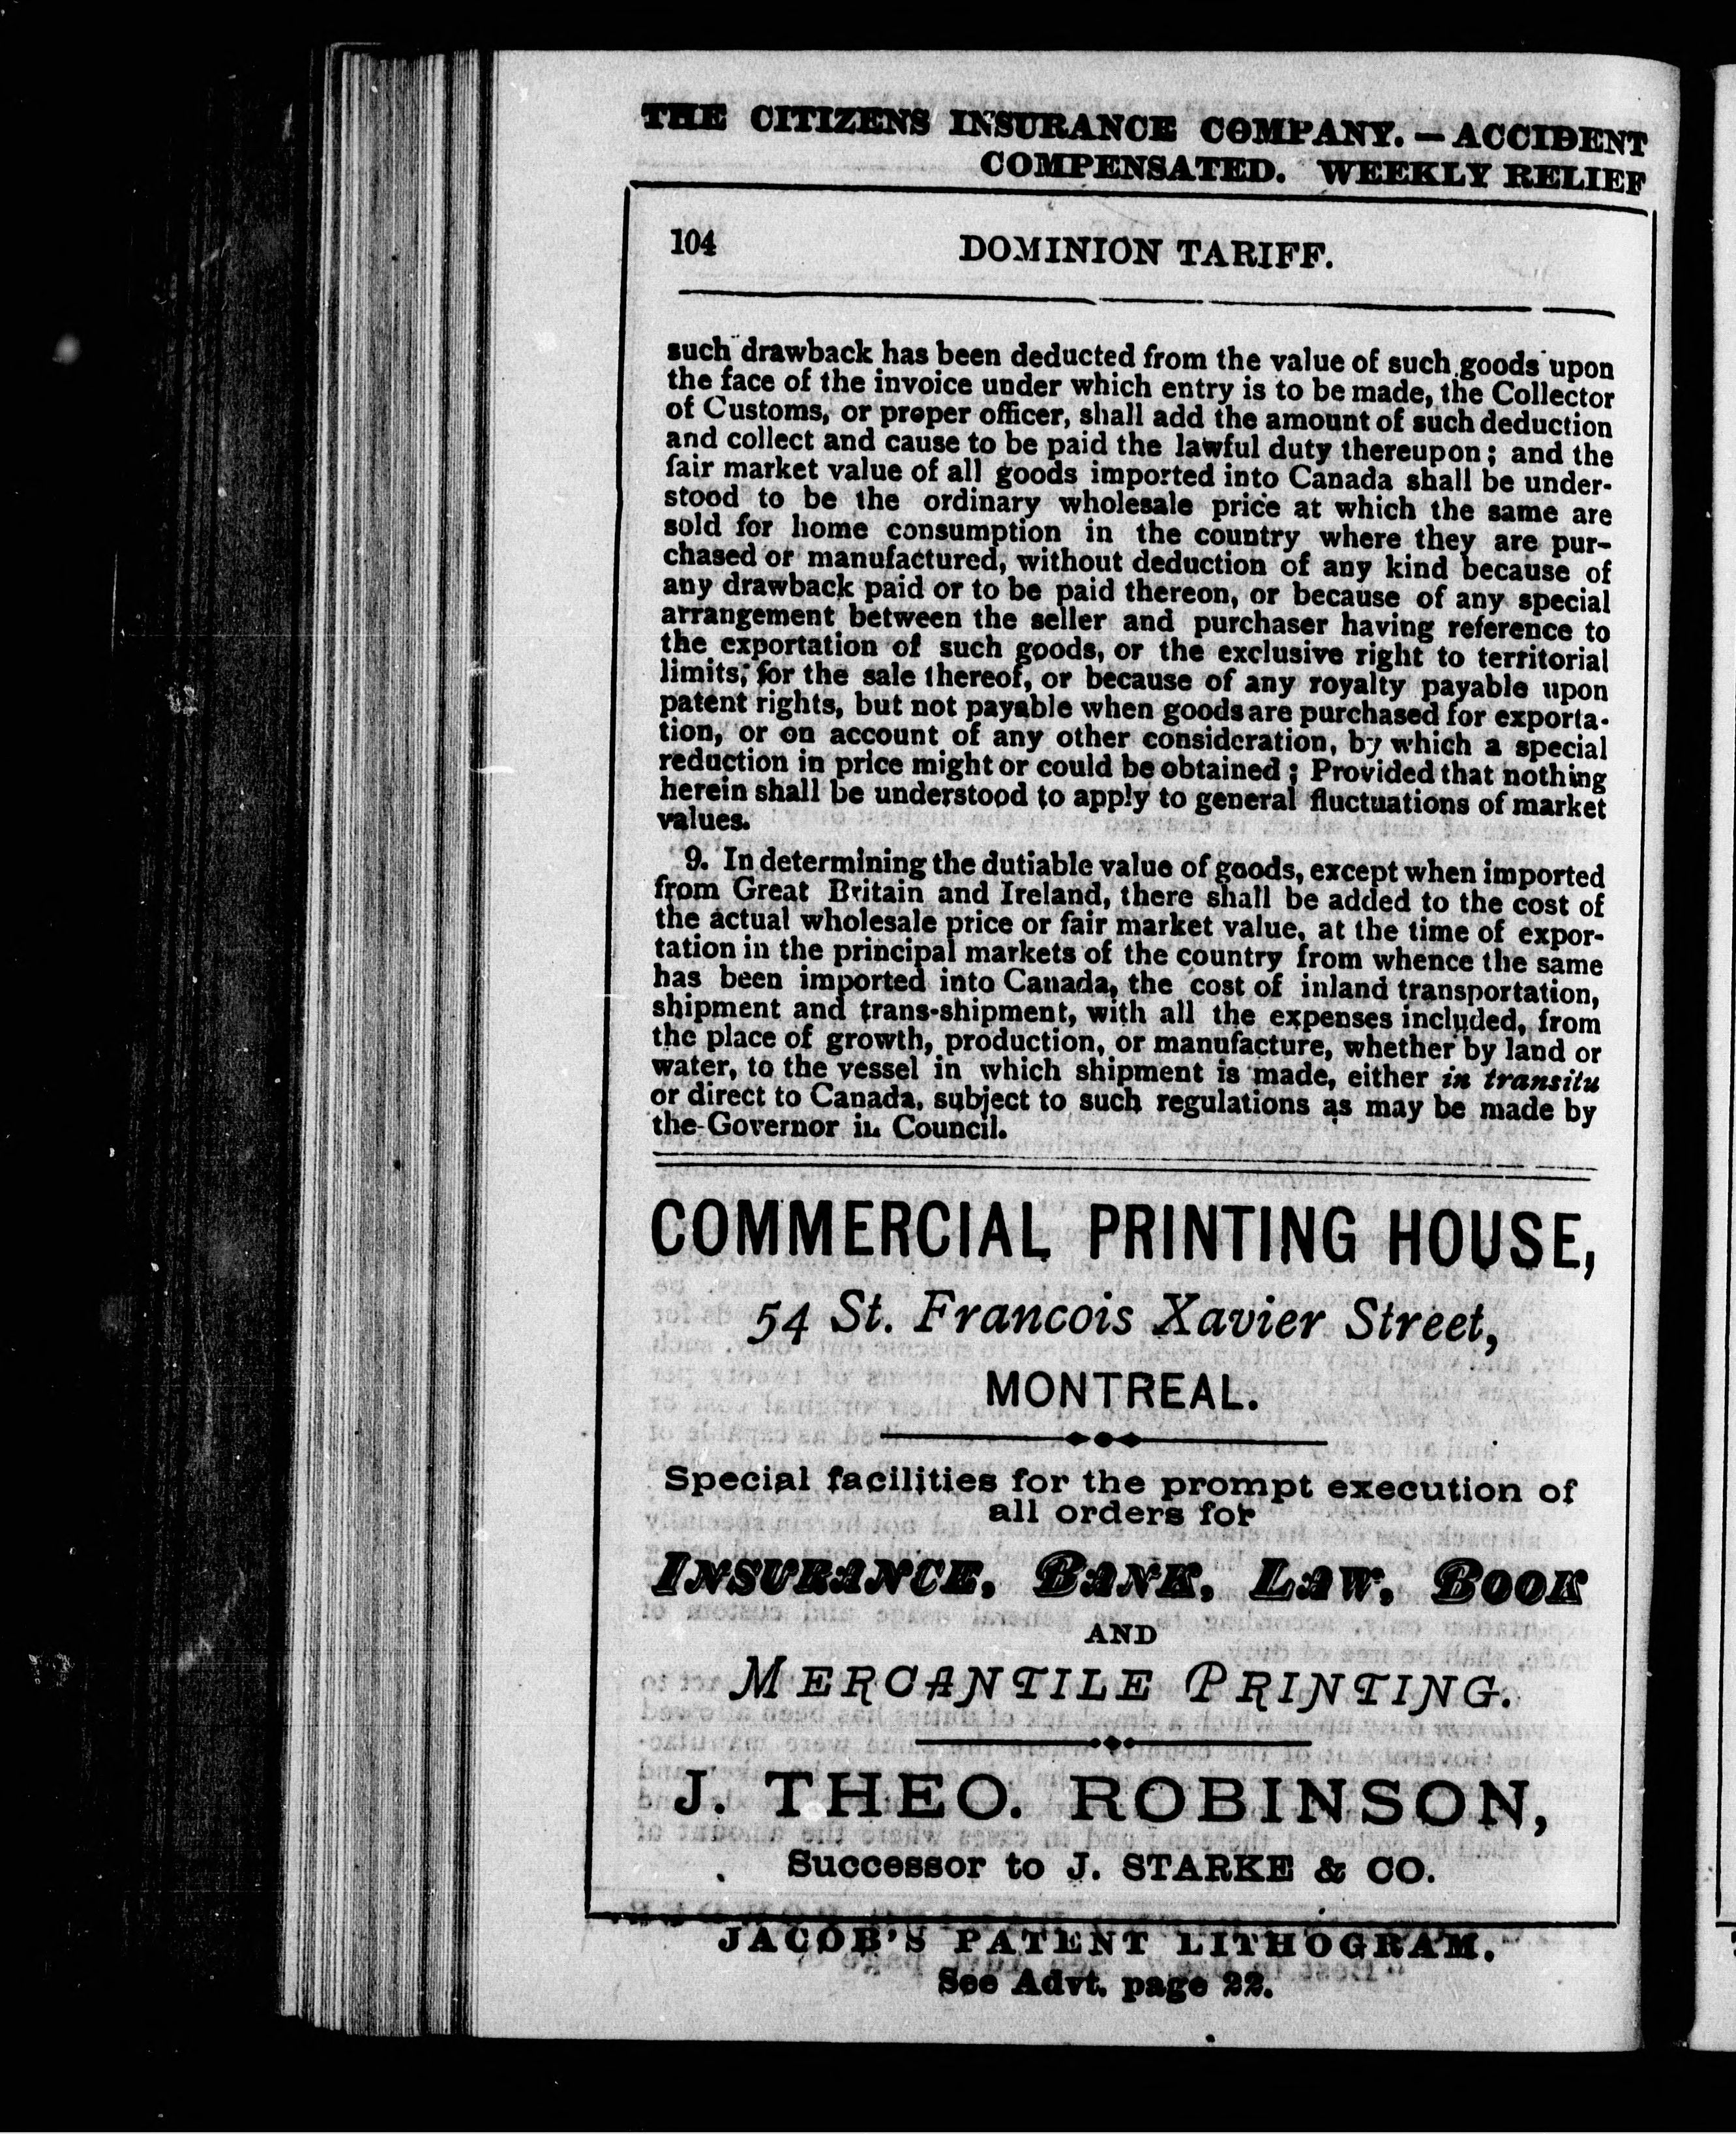 THE CITIZENS INSURANCE COMPANY. — ACCIDENT
COMPENSATED. WEEKLY RELIEF
104
DOMINION TARIFF.
such drawback has been deducted from the value of such goods upon
the face of the invoice under which entry is to be made, the Collector
of Customs, or proper officer, shall add the amount of such deduction
and collect and cause to be paid the lawful duty thereupon; and the
fair market value of all goods imported into Canada shall be under-
stood to be the ordinary wholesale price at which the same are
sold for home consumption in the country where they are pur-
chased or manufactured, without deduction of any kind because of
any drawback paid or to be paid thereon, or because of any special
arrangement between the seller and purchaser having reference to
the exportation of such goods, or the exclusive right to territorial
limits, for the sale thereof, or because of any royalty payable upon
patent rights, but not payable when goods are purchased for exporta-
tion, or on account of any other consideration, by which a special
reduction in price might or could be obtained; Provided that nothing
herein shall be understood to apply to general fluctuations of market
values.
9. In determining the dutiable value of goods, except when imported
from Great Britain and Ireland, there shall be added to the cost of
the actual wholesale price or fair market value, at the time of expor-
tation in the principal markets of the country from whence the same
has been imported into Canada, the cost of inland transportation,
shipment and trans-shipment, with all the expenses included, from
the place of growth, production, or manufacture, whether by land or
water, to the vessel in which shipment is made, either in transitu
or direct to Canada, subject to such regulations as may be made by
the Governor in Council.
COMMERCIAL PRINTING HOUSE,
54 St. Francois Xavier Street,
MONTREAL.
Special facilities for the prompt execution of
all orders for
INSURANCE, BANK, LAW, BOOK
AND
MERCANTILE PRINTING.
J. THEO. ROBINSON,
Successor to J. STARKE & CO.
JACOB'S PATENT LITHOGRAM.
See Advt. page 22.